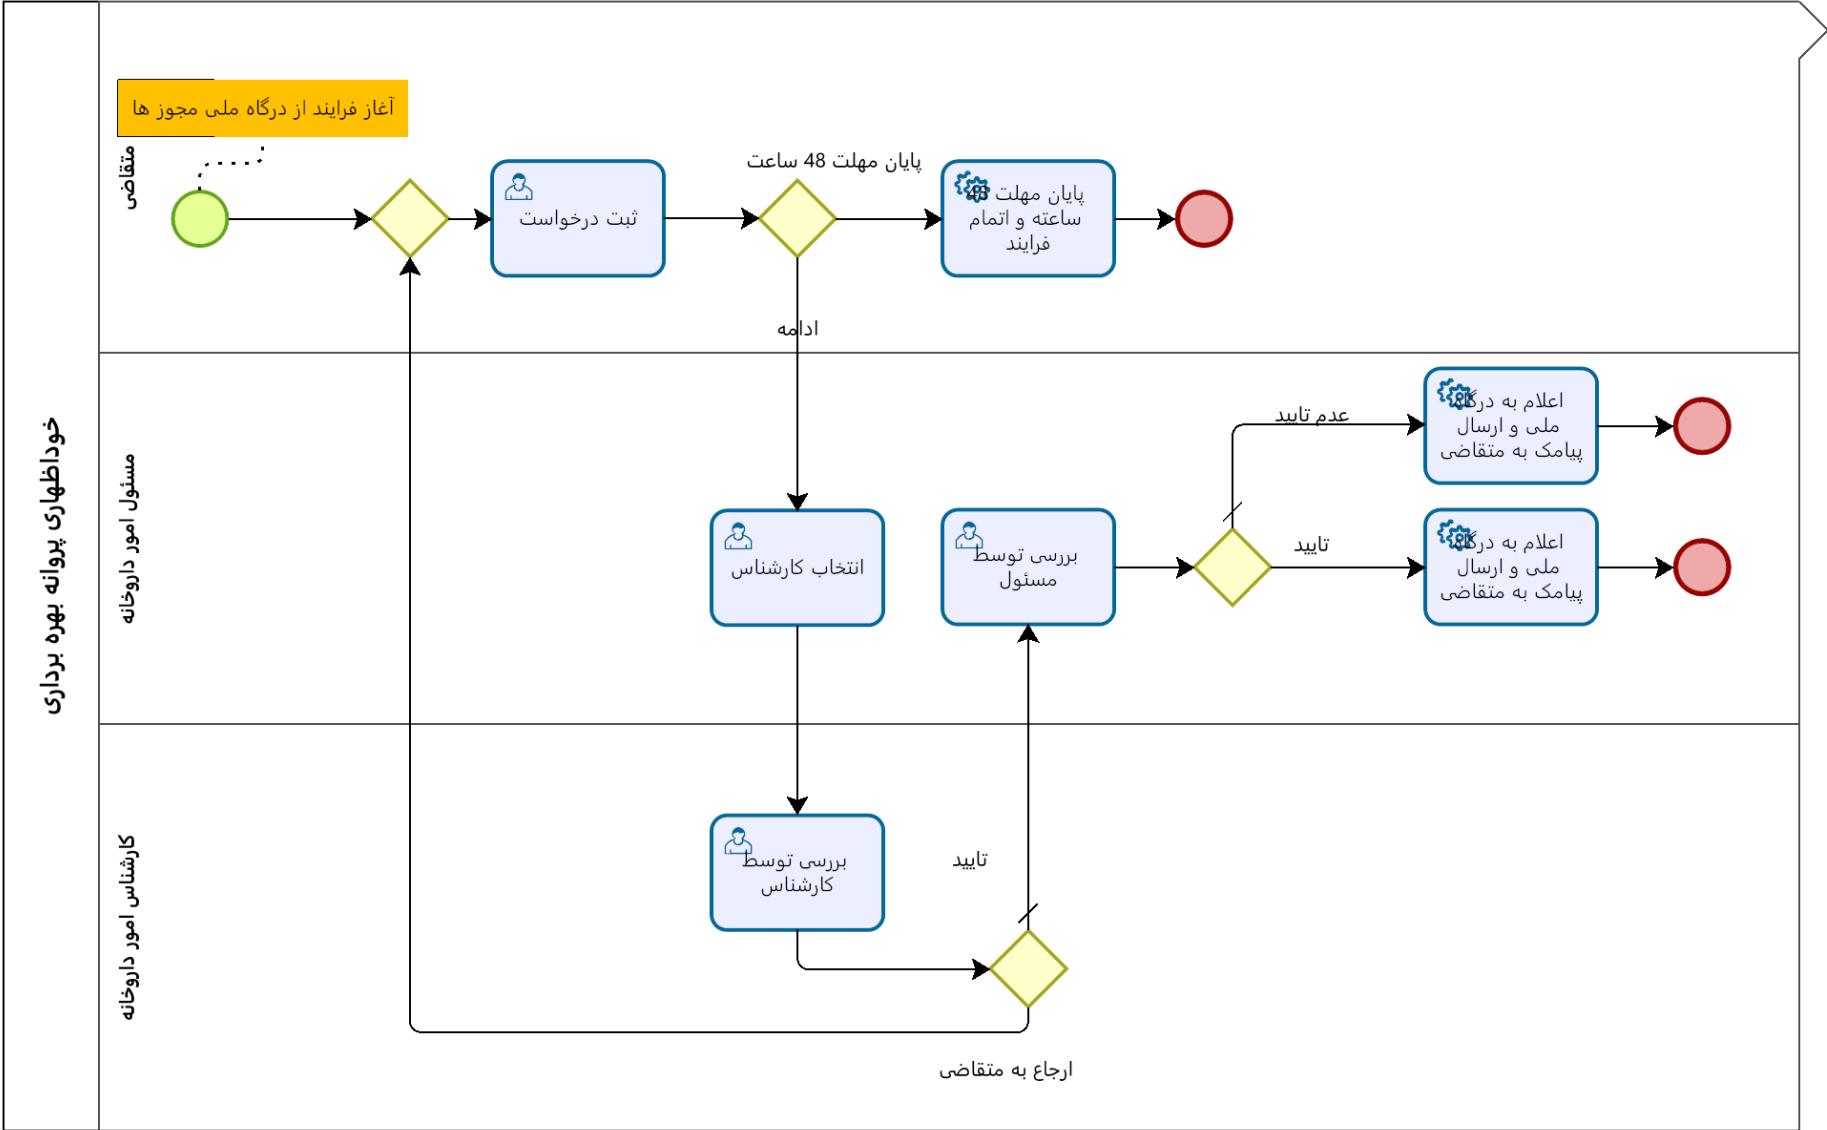 خوداظهاری پروانه بهره برداری
متقاضی
آغاز فرایند از درگاه ملی مجوز ها
ثبت درخواست
پایان مهلت 48 ساعت
پایان مهلت 48
ساعته و اتمام
فرایند
ادامه
مسئول امور داروخانه
انتخاب کارشناس
بررسی توسط
مسئول
عدم تایید
اعلام به درگاه
ملی و ارسال
پیامک به متقاضی
تایید
اعلام به درگاه
ملی و ارسال
پیامک به متقاضی
کارشناس امور داروخانه
بررسی توسط
کارشناس
تایید
ارجاع به متقاضی